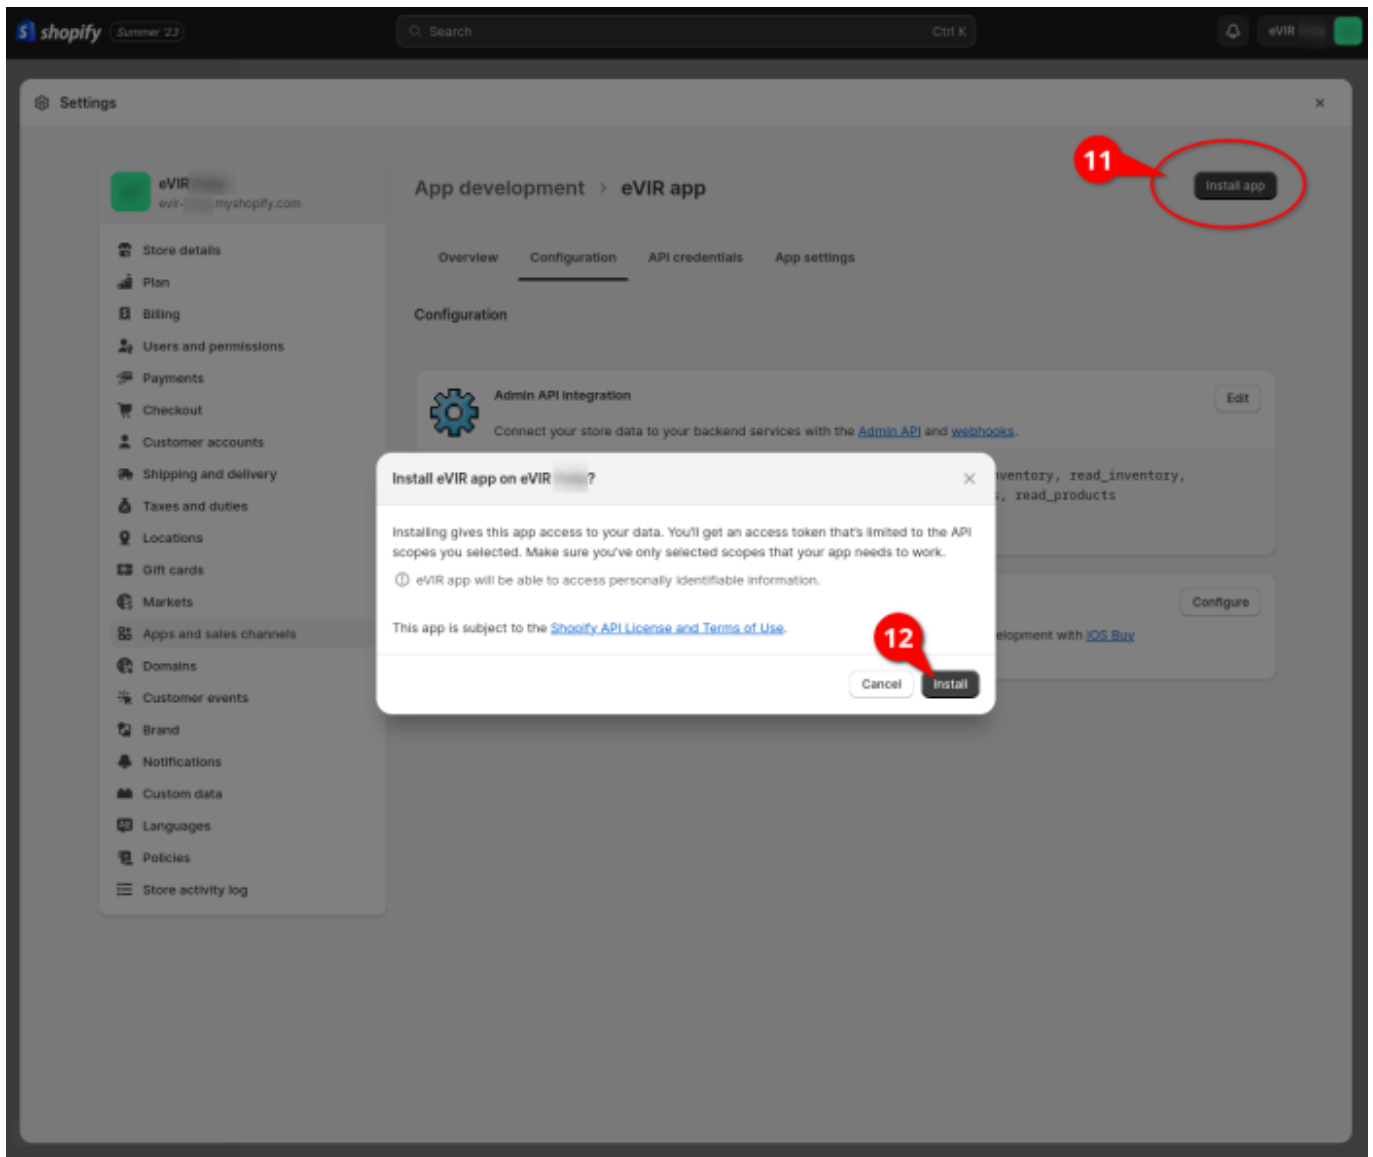 shopify Summer '23 Search Ctrl K eVIR
Settings
eVIR
evir- myshopify.com
Store details
Plan
Billing
Users and permissions
Payments
Checkout
Customer accounts
Shipping and delivery
Taxes and duties
Locations
Gift cards
Markets
Apps and sales channels
Domains
Customer events
Brand
Notifications
Custom data
Languages
Policies
Store activity log
App development › eVIR app
11
Install app
Overview Configuration API credentials App settings
Configuration
Admin API integration
Edit
Connect your store data to your backend services with the Admin API and webhooks.
read_inventory,
, read_products
Configure
with iOS Buy
Install eVIR app on eVIR ?
Installing gives this app access to your data. You'll get an access token that's limited to the API
scopes you selected. Make sure you've only selected scopes that your app needs to work.
eVIR app will be able to access personally identifiable information.
This app is subject to the Shopify API License and Terms of Use.
12
Cancel Install